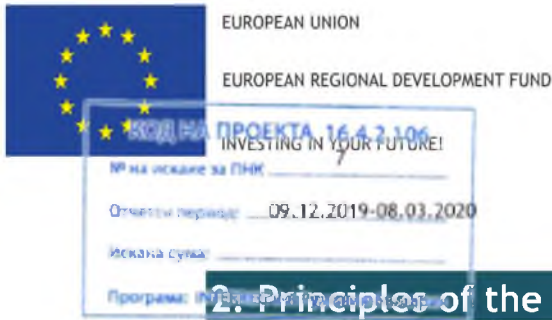 EUROPEAN UNION
EUROPEAN REGIONAL DEVELOPMENT FUND
КОД НА ПРОЕКТА 16.4.2.106
INVESTING IN YOUR FUTURE!
№ на искане за ПНК 7
Отчетен период: 09.12.2019-08.03.2020
Искана сума:
Програма:
2. Principles of the